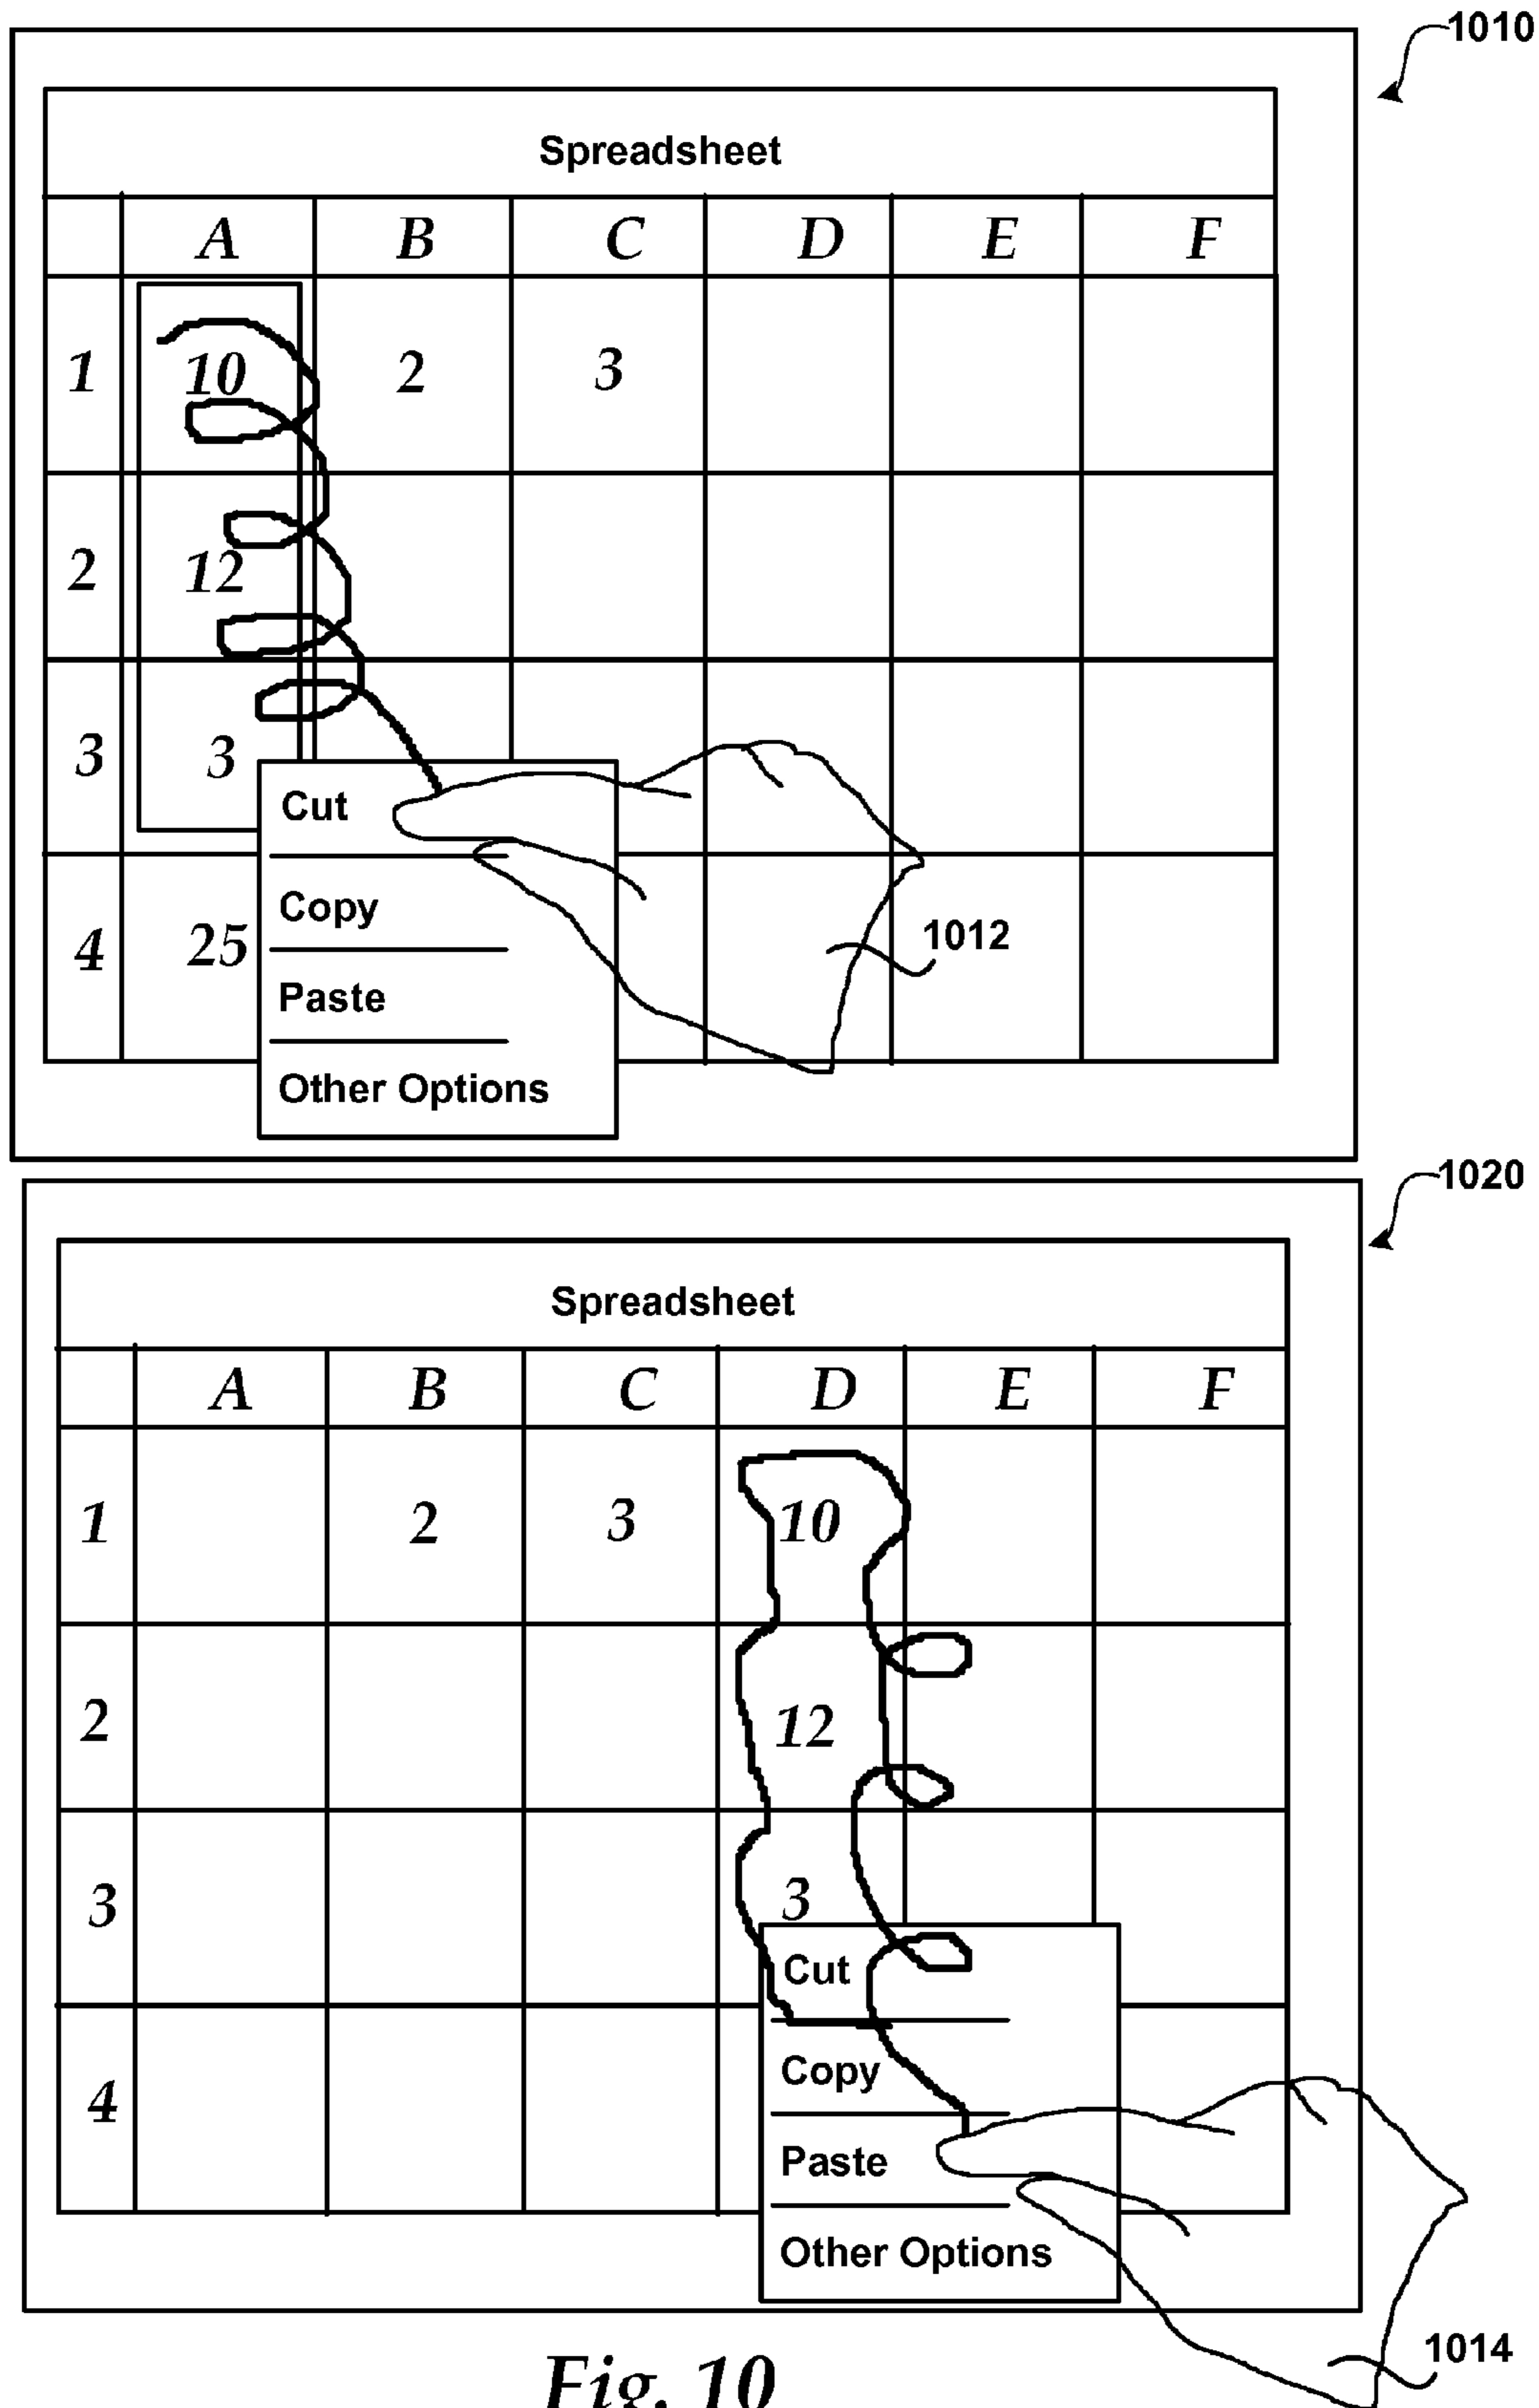 1010
Spreadsheet
A B C D E F
1 10 2 3
2 12
3 3
Cut
Copy
1012
4 25
Paste
Other Options
1020
Spreadsheet
A B C D E F
1 2 3 10
2 12
3 3
Cut
Copy
4
Paste
Other Options
1014
Fig. 10